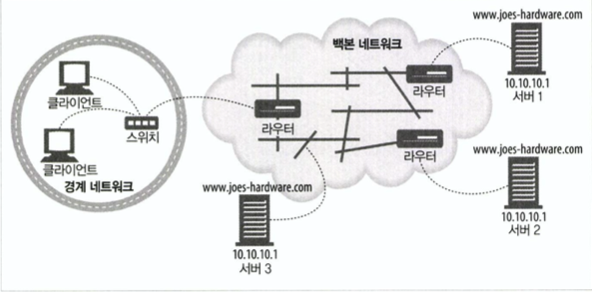 www.joes-hardware.com
백본 네트워크
10.10.10.1
서버 1
라우터
클라이언트
스위치
라우터
라우터
클라이언트
경계 네트워크
www.joes-hardware.com
www.joes-hardware.com
10.10.10.1
서버 2
10.10.10.1
서버 3